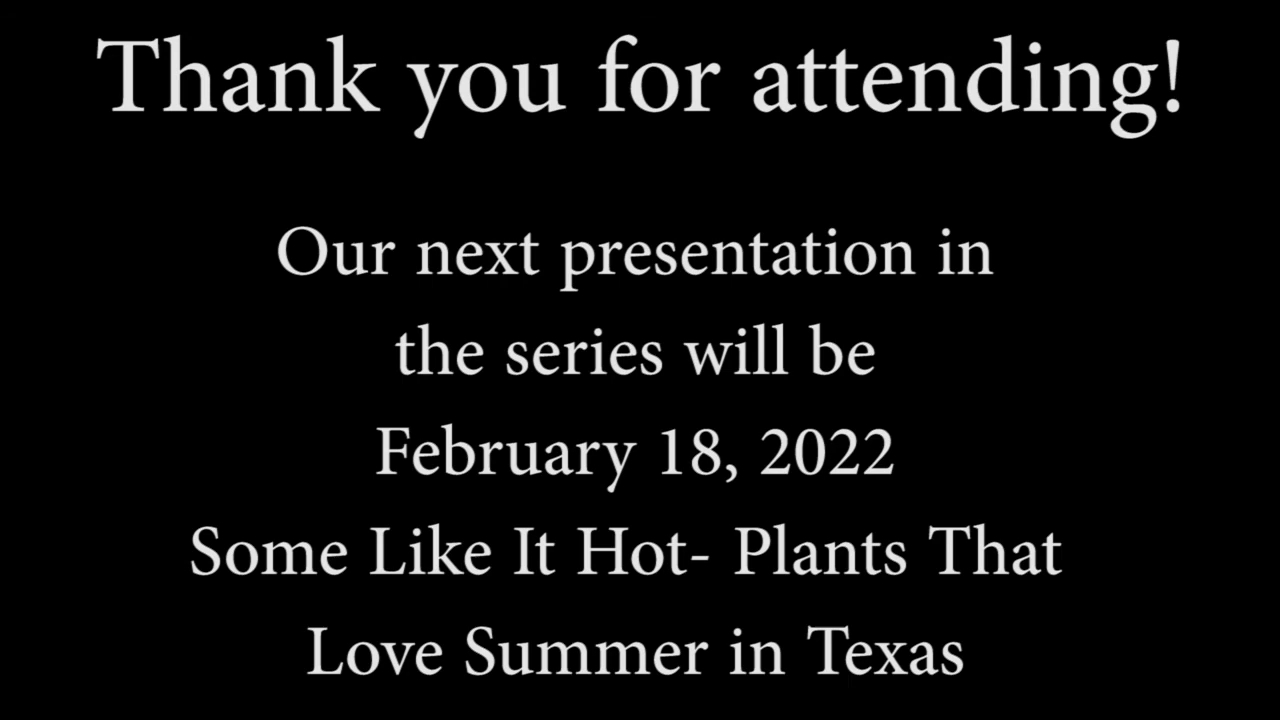 Thank you for attending!
Our next presentation in
the series will be
February 18, 2022
Some Like It Hot- Plants That
Love Summer in Texas